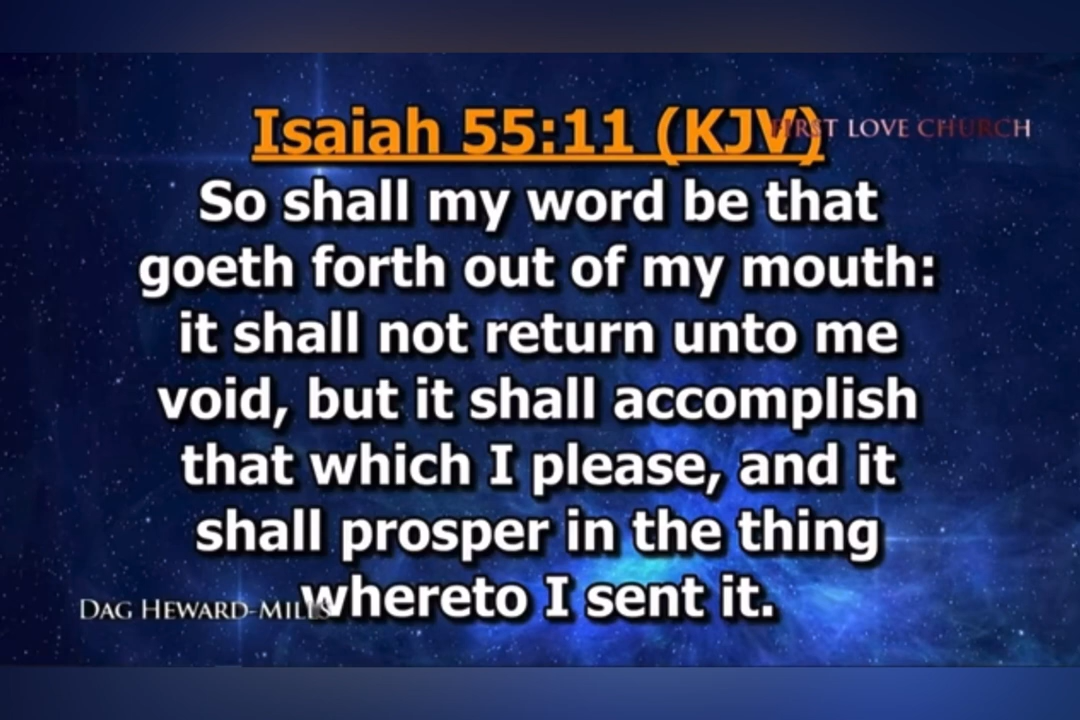 Isaiah 55:11 (KJV)
FIRST LOVE CHURCH
So shall my word be that
goeth forth out of my mouth:
it shall not return unto me
void, but it shall accomplish
that which I please, and it
shall prosper in the thing
whereto I sent it.
DAG HEWARD-MILLS